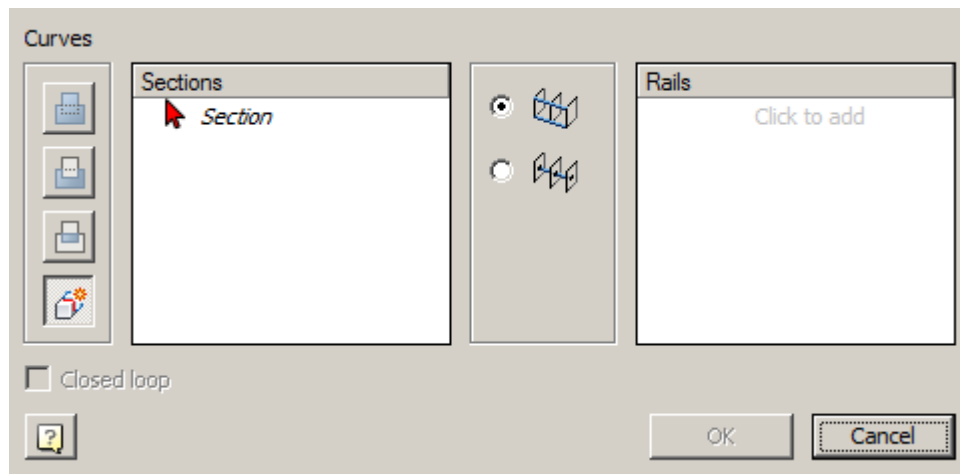 Curves
Sections
Section
Rails
Click to add
Closed loop
OK
Cancel